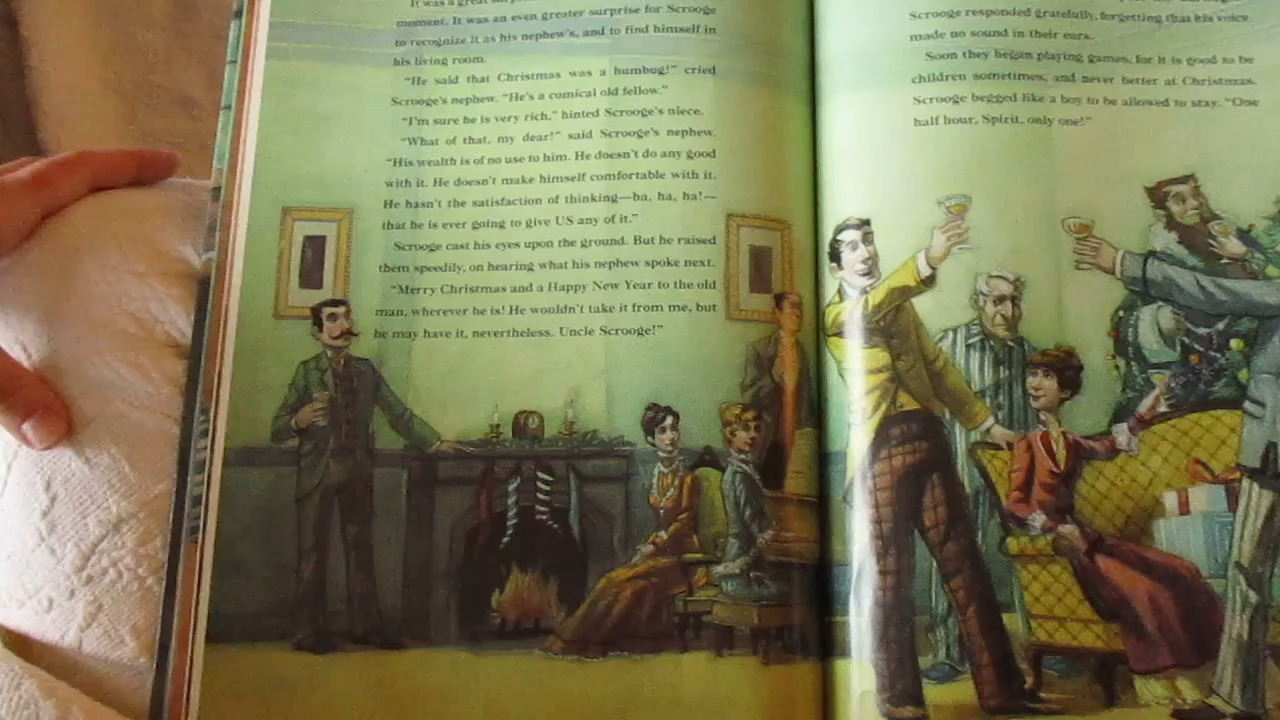 It was a great
moment. It was an even greater surprise for Scrooge
to recognize it as his nephew's, and to find himself in
his living room.
"He said that Christmas was a humbug!" cried
Scrooge's nephew. "He's a comical old fellow."
"I'm sure he is very rich," hinted Scrooge's niece.
"What of that, my dear!" said Scrooge's nephew.
"His wealth is of no use to him. He doesn't do any good
with it. He doesn't make himself comfortable with it.
He hasn't the satisfaction of thinking—ha, ha, ha!—
that he is ever going to give US any of it."
Scrooge cast his eyes upon the ground. But he raised
them speedily, on hearing what his nephew spoke next.
"Merry Christmas and a Happy New Year to the old
man, wherever he is! He wouldn't take it from me, but
he may have it, nevertheless. Uncle Scrooge!"
Scrooge responded gratefully, forgetting that his voice
made no sound in their ears.
Soon they began playing games, for it is good to be
children sometimes, and never better at Christmas.
Scrooge begged like a boy to be allowed to stay. "One
half hour, Spirit, only one!"